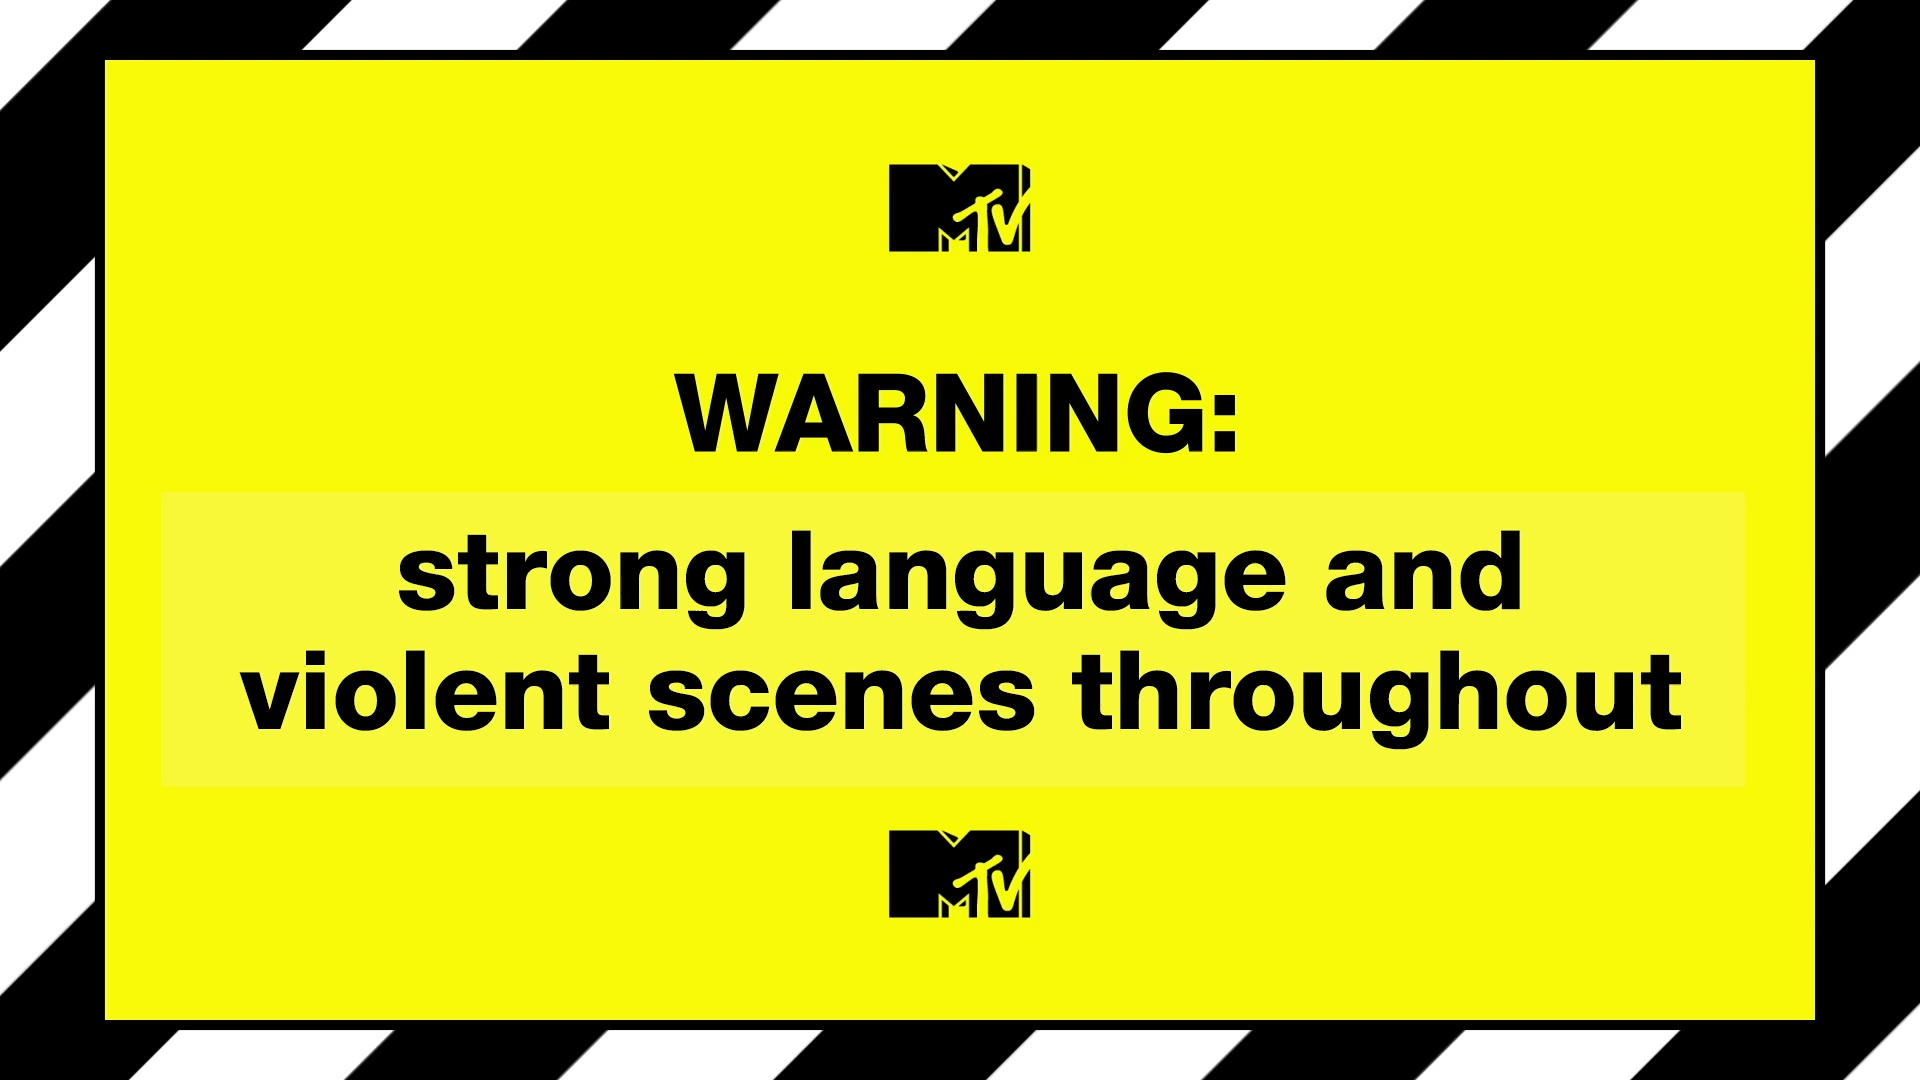 MTV
WARNING:
strong language and
violent scenes throughout
MTV